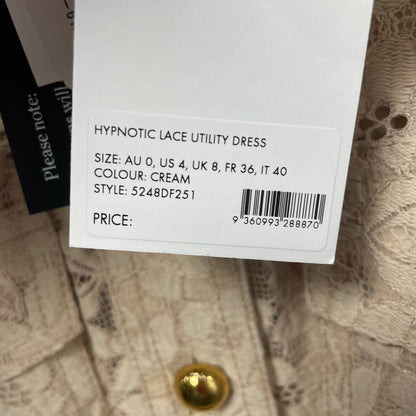 HYPNOTIC LACE UTILITY DRESS
SIZE: AU 0, US 4, UK 8, FR 36, IT 40
COLOUR: CREAM
STYLE: 5248DF251
PRICE:
9 360993 288870
Please note:
will